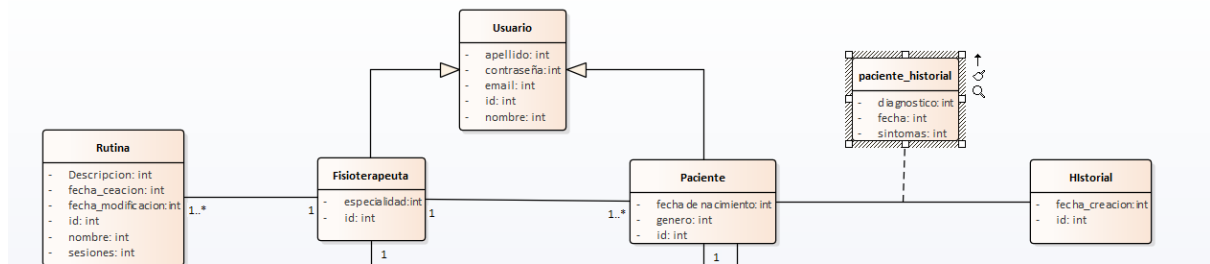 Usuario
- apellido: int
- contraseña: int
- email: int
- id: int
- nombre: int
paciente_historial
- diagnostico: int
- fecha: int
- sintomas: int
Rutina
- Descripcion: int
- fecha_ceacion: int
- fecha_modificacion: int
- id: int
- nombre: int
- sesiones: int
1..*
1
Fisioterapeuta
- especialidad: int
- id: int
1
1
1..*
Paciente
- fecha de nacimiento: int
- genero: int
- id: int
1
HIstorial
- fecha_creacion: int
- id: int